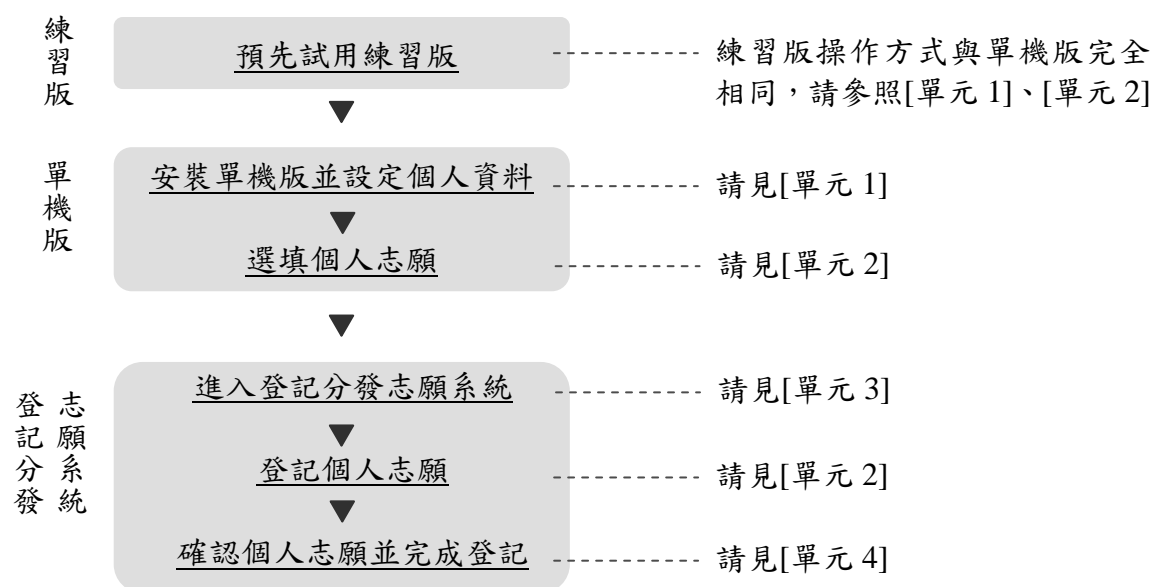 練習版
預先試用練習版
練習版操作方式與單機版完全
相同，請參照[單元 1]、[單元 2]
單機版
安裝單機版並設定個人資料
請見[單元 1]
選填個人志願
請見[單元 2]
登記分發
志願系統
進入登記分發志願系統
請見[單元 3]
登記個人志願
請見[單元 2]
確認個人志願並完成登記
請見[單元 4]